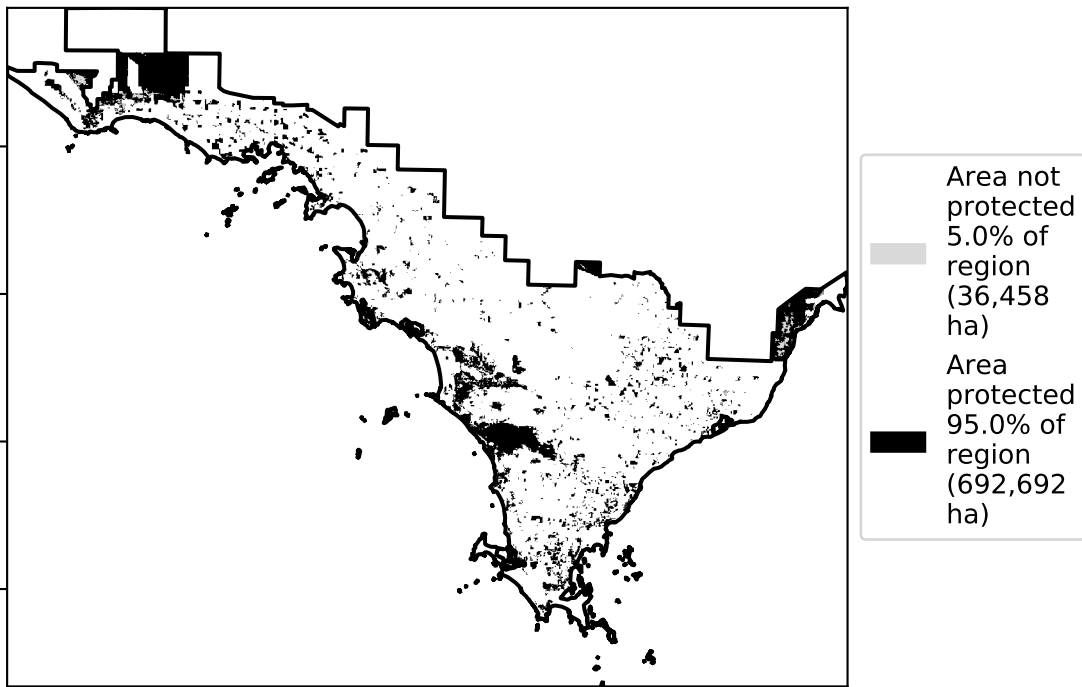 Area not
protected
5.0% of
region
(36,458
ha)
Area
protected
95.0% of
region
(692,692
ha)